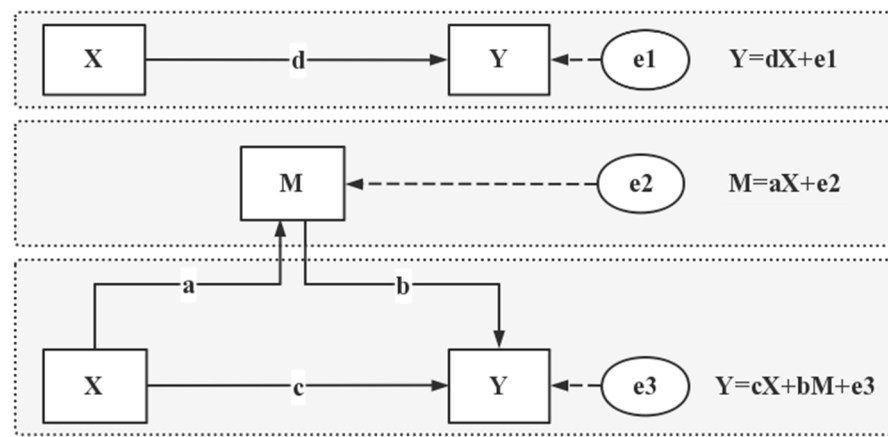 X d Y e1 Y=dX+e1
M e2 M=aX+e2
a b
X c Y e3 Y=cX+bM+e3